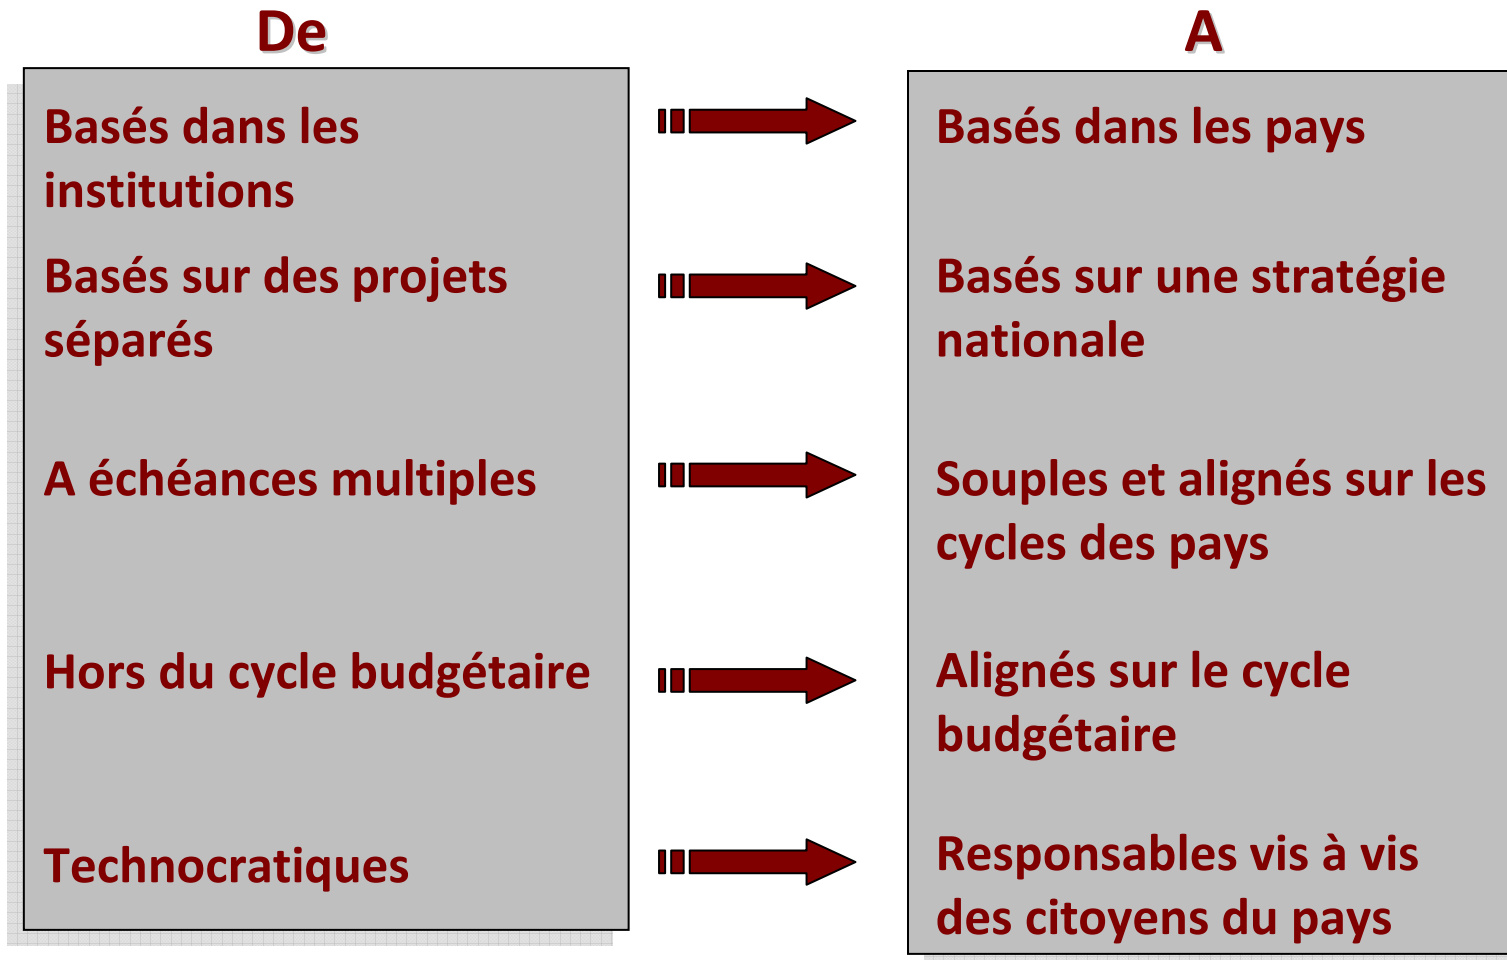 De
A
Basés dans les
institutions
Basés dans les pays
Basés sur des projets
séparés
Basés sur une stratégie
nationale
A échéances multiples
Souples et alignés sur les
cycles des pays
Hors du cycle budgétaire
Alignés sur le cycle
budgétaire
Technocratiques
Responsables vis à vis
des citoyens du pays